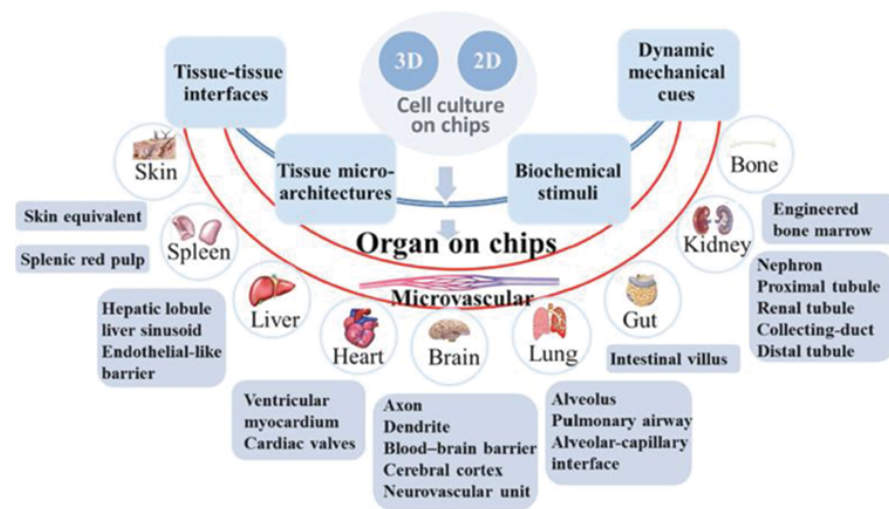 3D
2D
Cell culture
on chips
Tissue-tissue
interfaces
Dynamic
mechanical
cues
Tissue micro-
architectures
Biochemical
stimuli
Organ on chips
Microvascular
Skin
Skin equivalent
Spleen
Splenic red pulp
Liver
Hepatic lobule
liver sinusoid
Endothelial-like
barrier
Heart
Ventricular
myocardium
Cardiac valves
Brain
Axon
Dendrite
Blood–brain barrier
Cerebral cortex
Neurovascular unit
Lung
Alveolus
Pulmonary airway
Alveolar-capillary
interface
Gut
Intestinal villus
Kidney
Nephron
Proximal tubule
Renal tubule
Collecting-duct
Distal tubule
Bone
Engineered
bone marrow